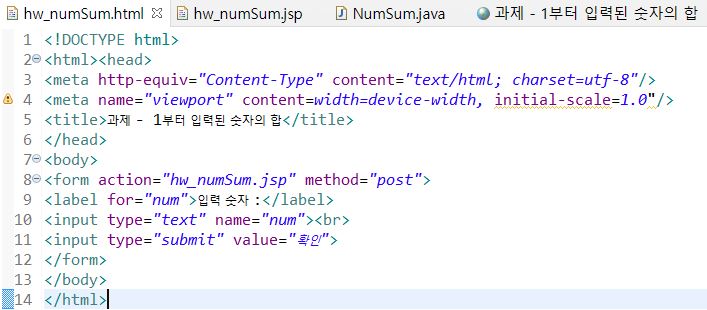 hw_numSum.html hw_numSum.jsp NumSum.java 과제 - 1부터 입력된 숫자의 합
1 <!DOCTYPE html>
2 <html><head>
3 <meta http-equiv="Content-Type" content="text/html; charset=utf-8"/>
4 <meta name="viewport" content=width=device-width, initial-scale=1.0"/>
5 <title>과제 - 1부터 입력된 숫자의 합</title>
6 </head>
7 <body>
8 <form action="hw_numSum.jsp" method="post">
9 <label for="num">입력 숫자 :</label>
10 <input type="text" name="num"><br>
11 <input type="submit" value="확인">
12 </form>
13 </body>
14 </html>